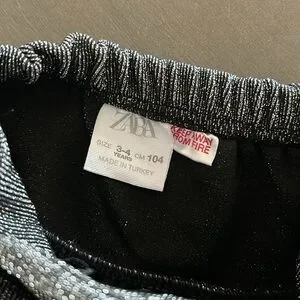 ZARA
SIZE 3-4 YEARS CM 104
MADE IN TURKEY
KEEP AWAY
FROM FIRE